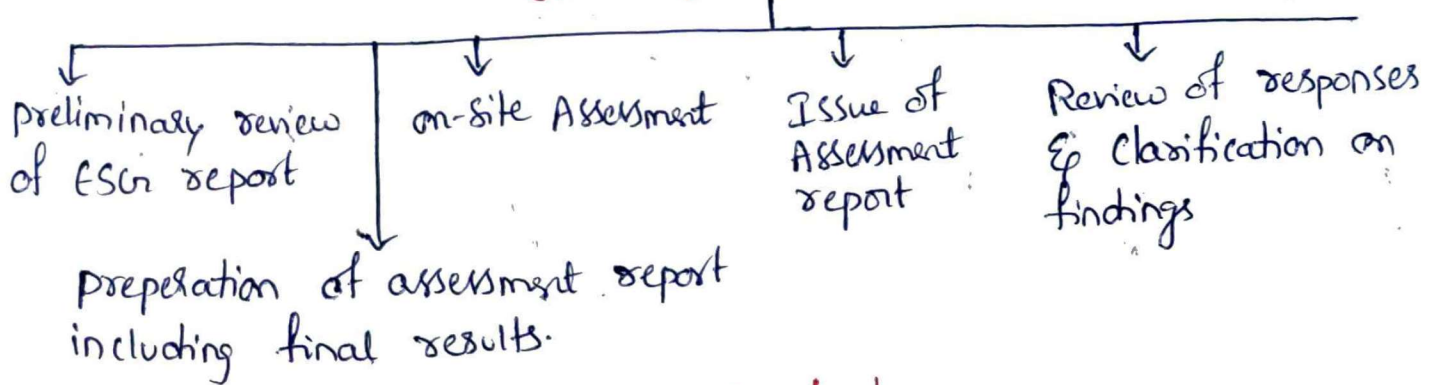 preliminary review
of ESG report
on-site Assessment
Issue of
Assessment
report
Review of responses
& Clarification on
findings
preperation of assessment report
including final results.